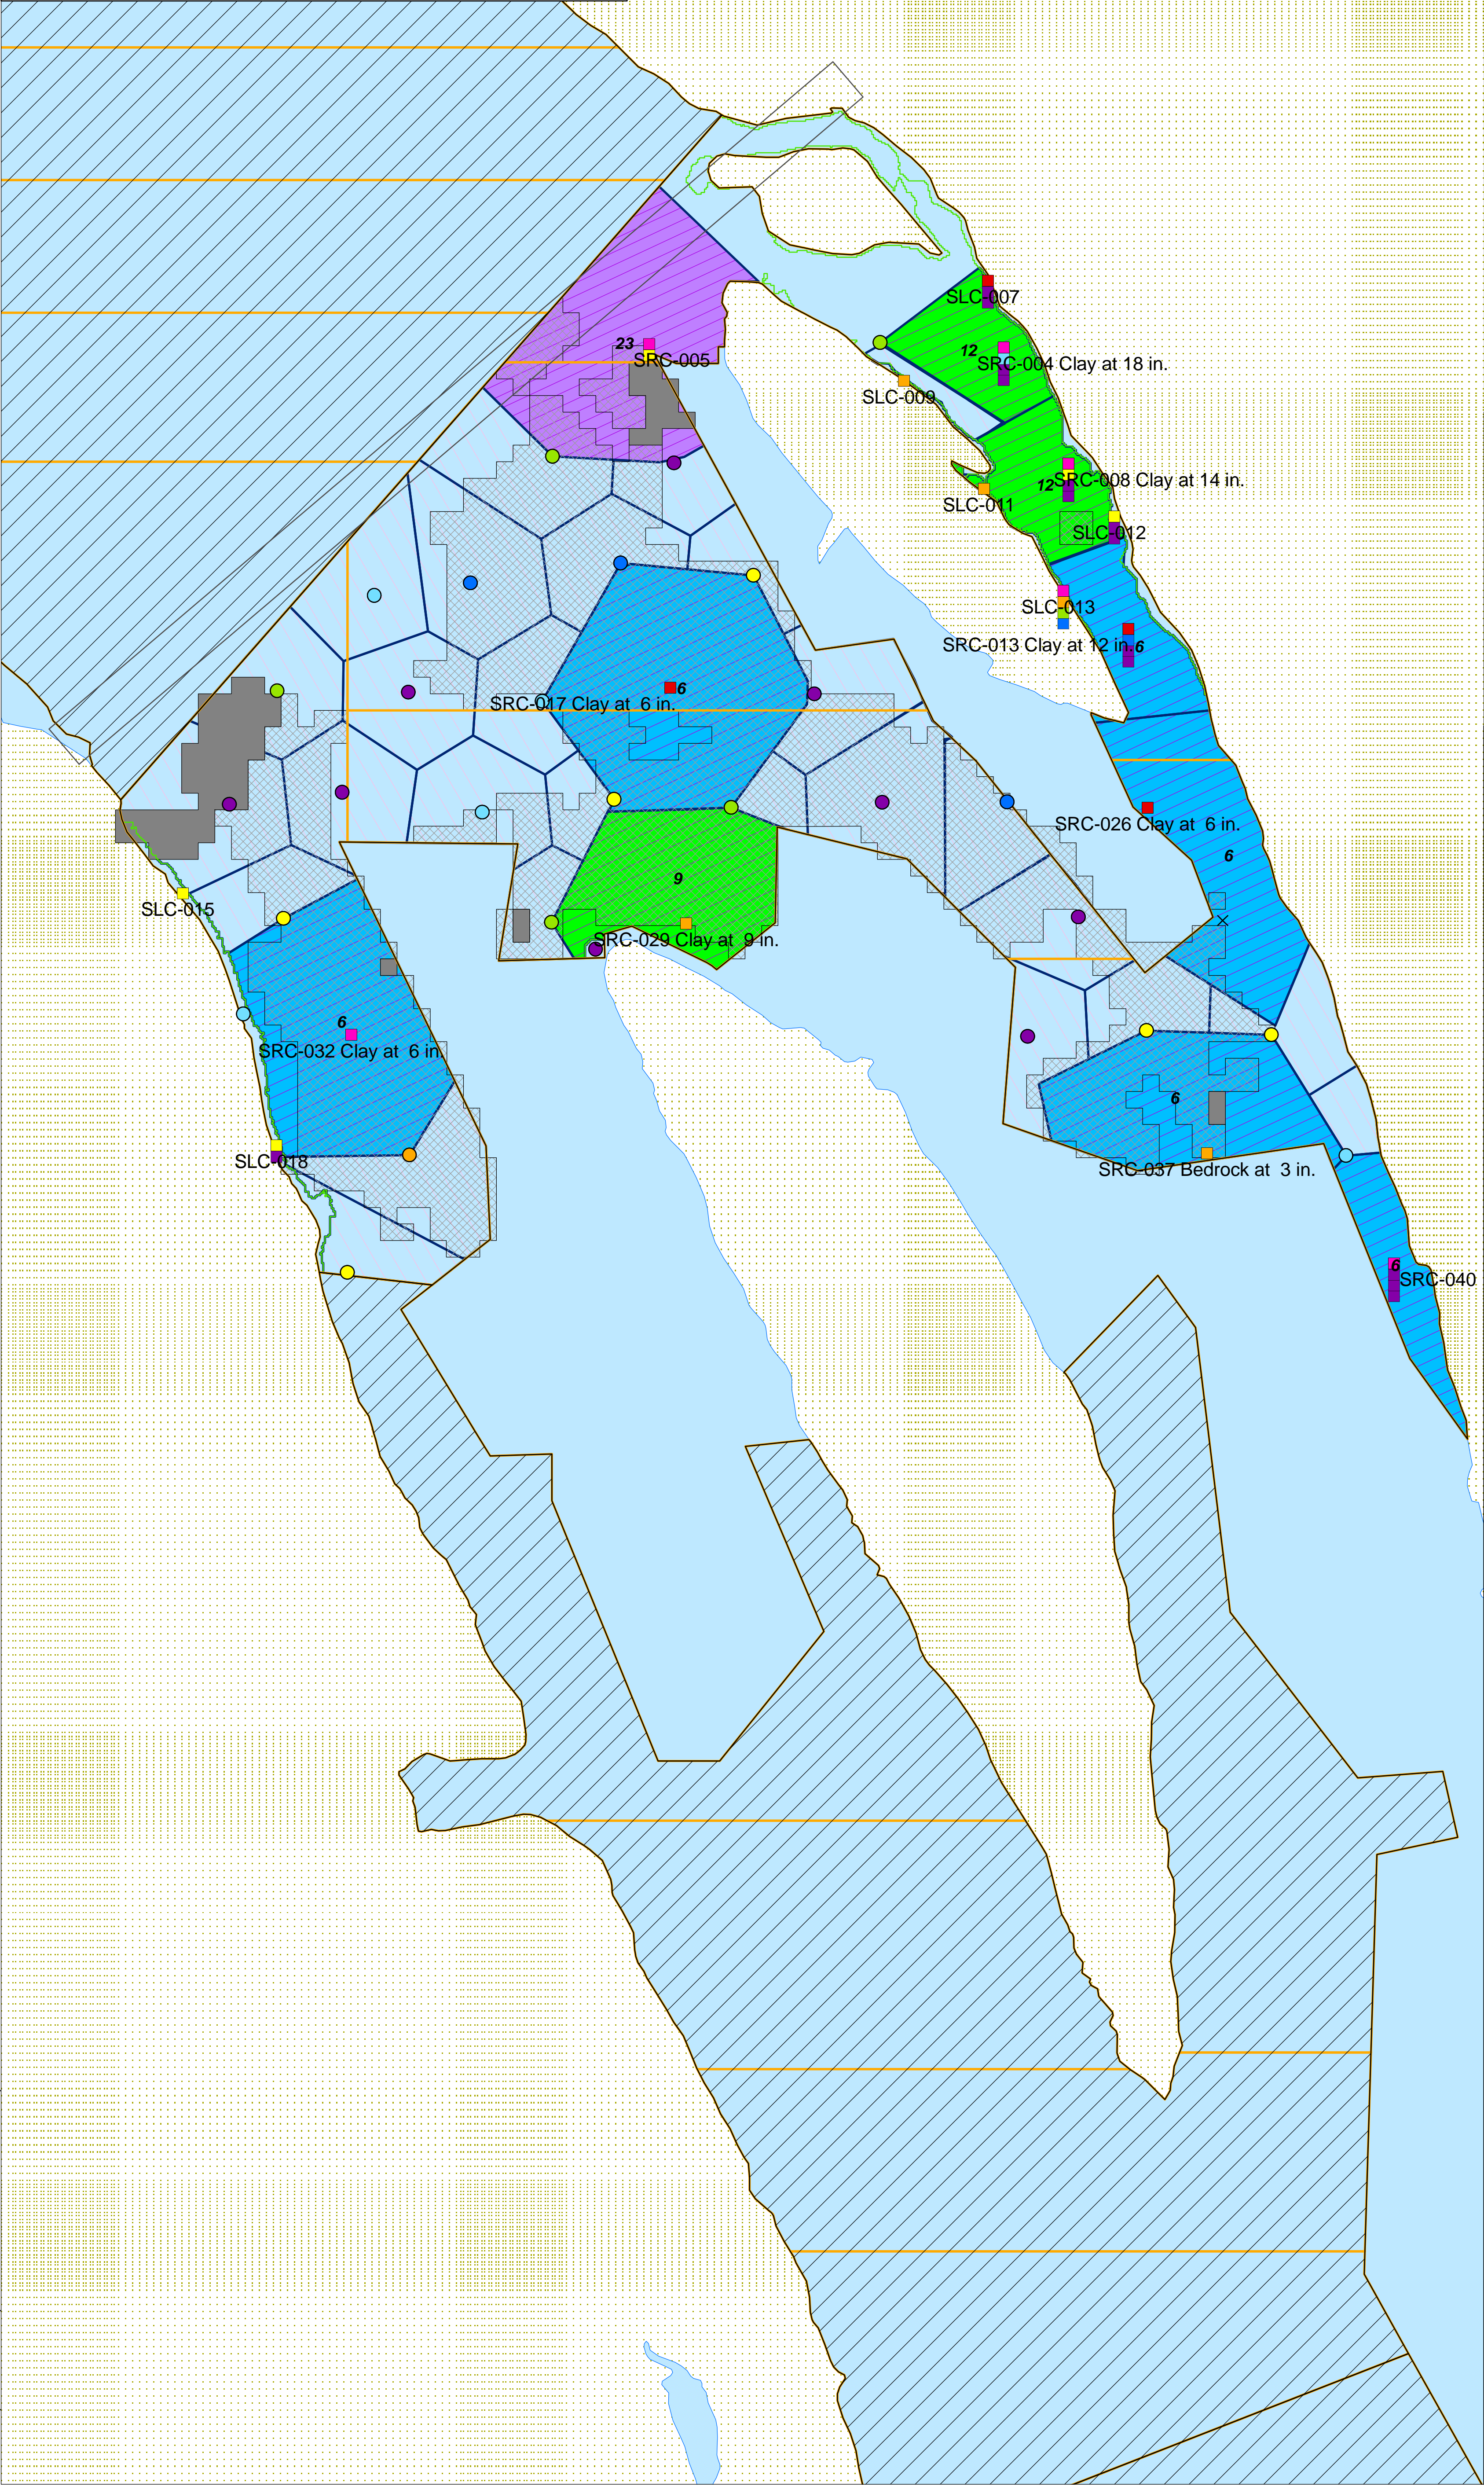 SLC-007
23
SRC-005
12
SRC-004 Clay at 18 in.
SLC-009
12
SRC-008 Clay at 14 in.
SLC-011
SLC-012
SLC-013
SRC-013 Clay at 12 in.
6
6
SRC-017 Clay at 6 in.
SRC-026 Clay at 6 in.
6
9
SLC-015
SRC-029 Clay at 9 in.
6
SRC-032 Clay at 6 in.
6
SLC-018
SRC-037 Bedrock at 3 in.
6
SRC-040